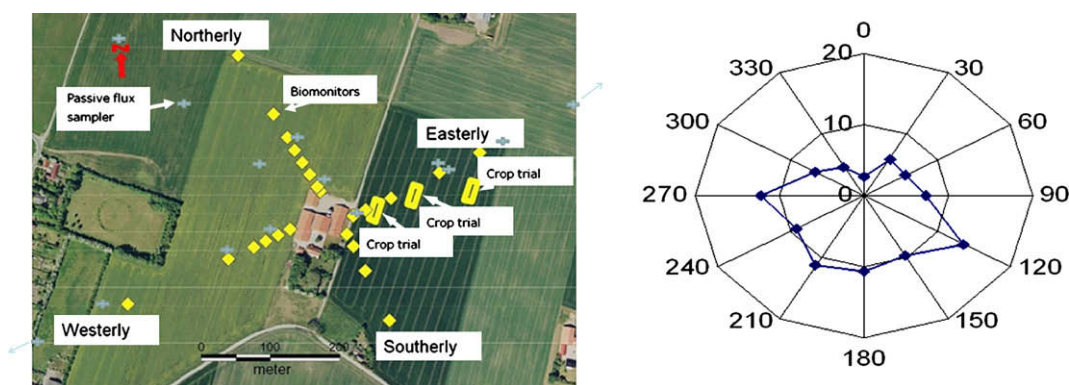 Northerly
N
Passive flux
sampler
Biomonitors
Easterly
Crop trial
Crop trial
Crop trial
Westerly
Southerly
0 100 200
meter
0
30
60
90
120
150
180
210
240
270
300
330
20
10
0